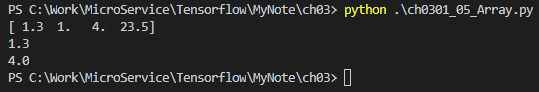 PS C:\Work\MicroService\Tensorflow\MyNote\ch03> python .\ch0301_05_Array.py
[ 1.3  1.   4.  23.5]
1.3
4.0
PS C:\Work\MicroService\Tensorflow\MyNote\ch03>